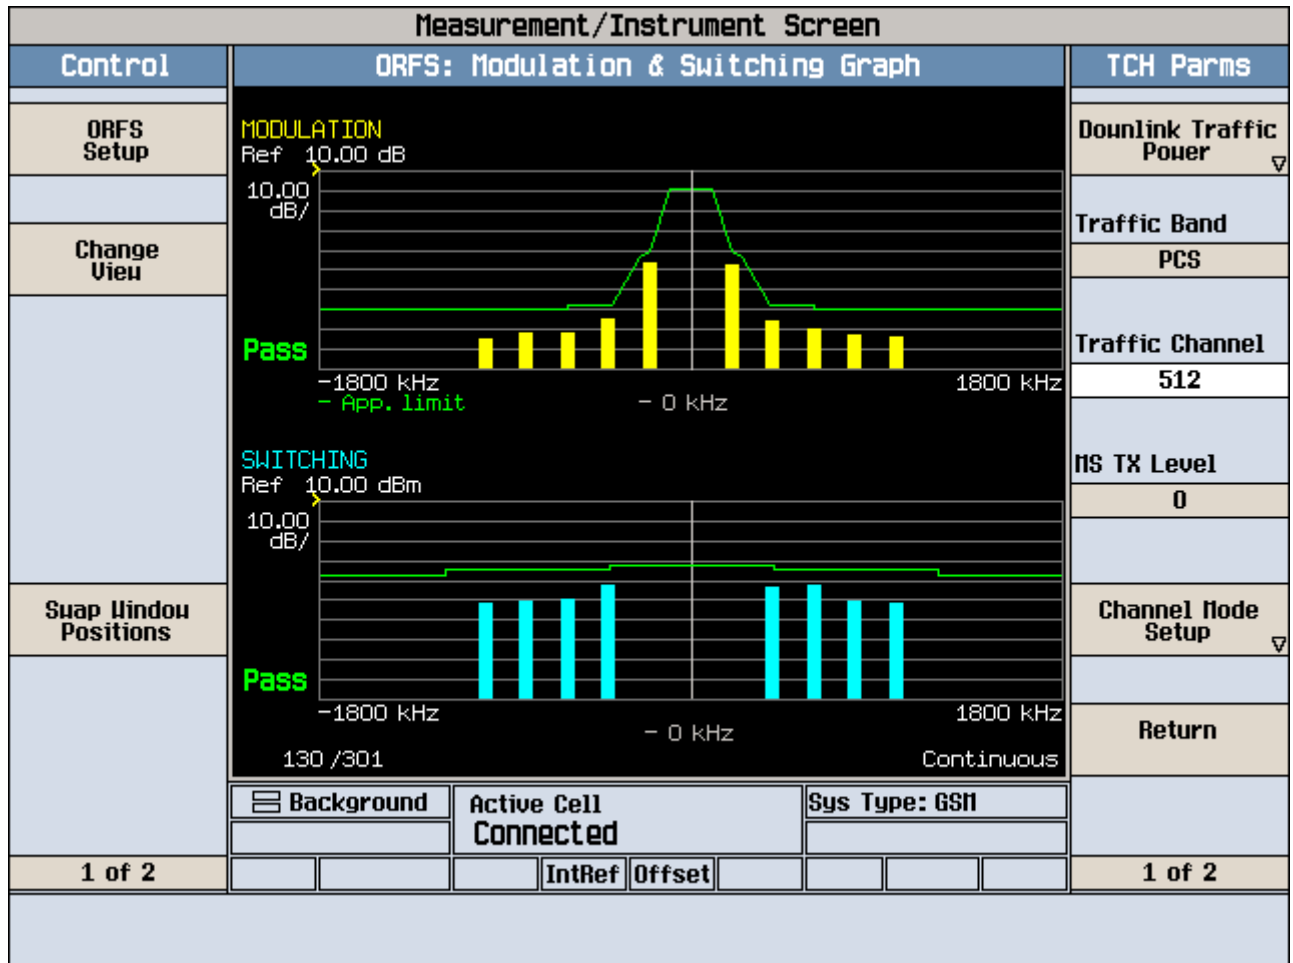 Measurement/Instrument Screen
Control
ORFS: Modulation & Switching Graph
TCH Parms
ORFS
Setup
Change
View
Swap Window
Positions
1 of 2
MODULATION
Ref 10.00 dB
10.00
dB/
Pass
-1800 kHz
1800 kHz
- App. limit
- 0 kHz
SWITCHING
Ref 10.00 dBm
10.00
dB/
Pass
-1800 kHz
1800 kHz
- 0 kHz
130 /301
Continuous
Background
Active Cell
Connected
Sys Type: GSM
IntRef
Offset
Downlink Traffic
Power
Traffic Band
PCS
Traffic Channel
512
MS TX Level
0
Channel Mode
Setup
Return
1 of 2